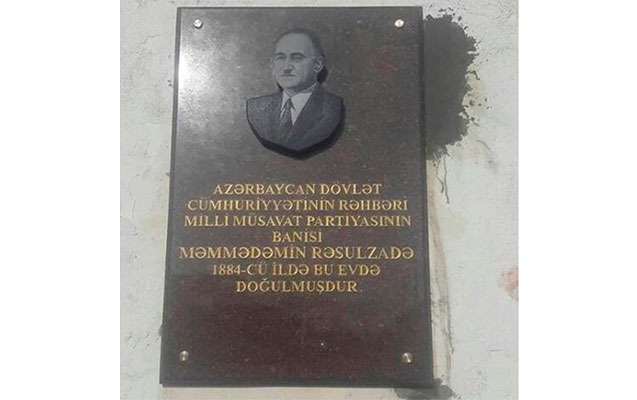 AZƏRBAYCAN DÖVLƏT
CÜMHURİYYƏTİNİN RƏHBƏRİ
MİLLİ MÜSAVAT PARTİYASININ
BANİSİ
MƏMMƏDƏMİN RƏSULZADƏ
1884-CÜ İLDƏ BU EVDƏ
DOĞULMUŞDUR.